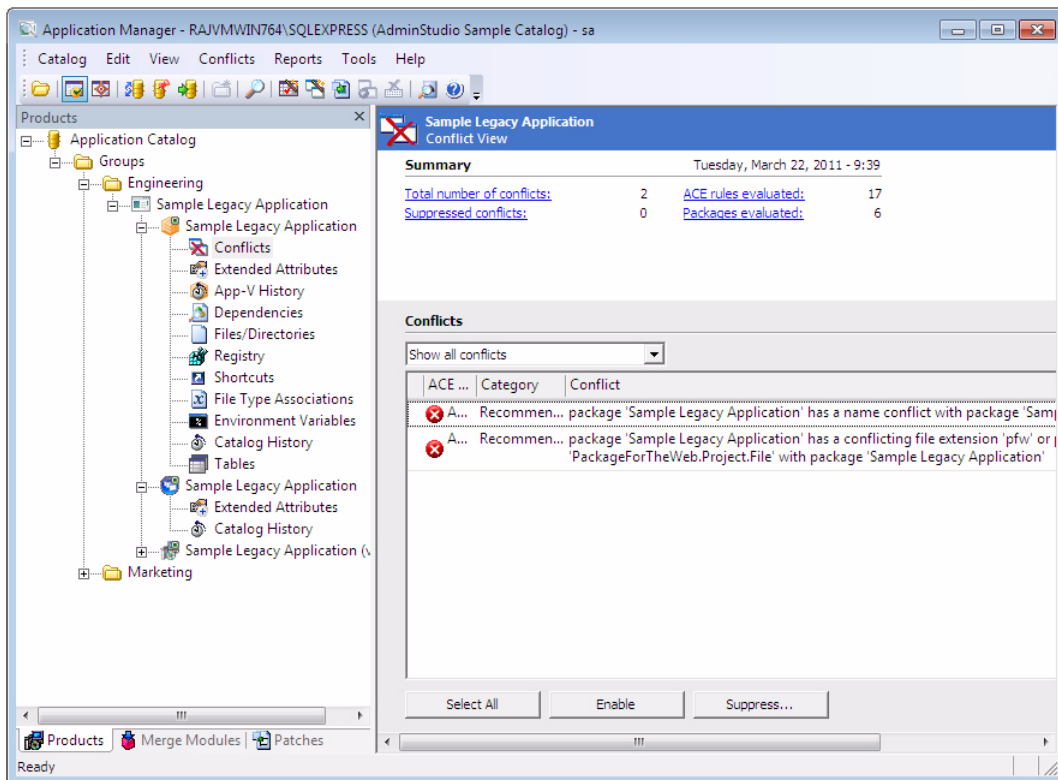 Application Manager - RAJVMWIN764\SQLEXPRESS (AdminStudio Sample Catalog) - sa
Catalog Edit View Conflicts Reports Tools Help
Products
Application Catalog
Groups
Engineering
Sample Legacy Application
Sample Legacy Application
Conflicts
Extended Attributes
App-V History
Dependencies
Files/Directories
Registry
Shortcuts
File Type Associations
Environment Variables
Catalog History
Tables
Sample Legacy Application
Extended Attributes
Catalog History
Sample Legacy Application (v
Marketing
Products Merge Modules Patches
Sample Legacy Application
Conflict View
Summary Tuesday, March 22, 2011 - 9:39
Total number of conflicts: 2 ACE rules evaluated: 17
Suppressed conflicts: 0 Packages evaluated: 6
Conflicts
Show all conflicts
ACE ... Category Conflict
A... Recommen... package 'Sample Legacy Application' has a name conflict with package 'Sam
A... Recommen... package 'Sample Legacy Application' has a conflicting file extension 'pfw' or
'PackageForTheWeb.Project.File' with package 'Sample Legacy Application'
Select All Enable Suppress...
Ready